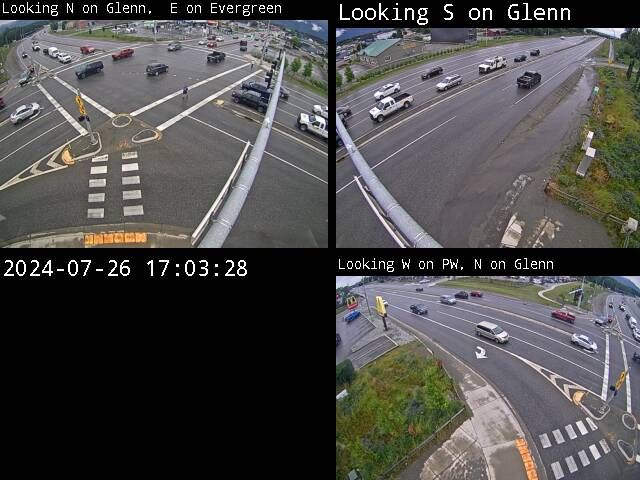 Looking N on Glenn, E on Evergreen
Looking S on Glenn
2024-07-26 17:03:28
Looking W on PW, N on Glenn